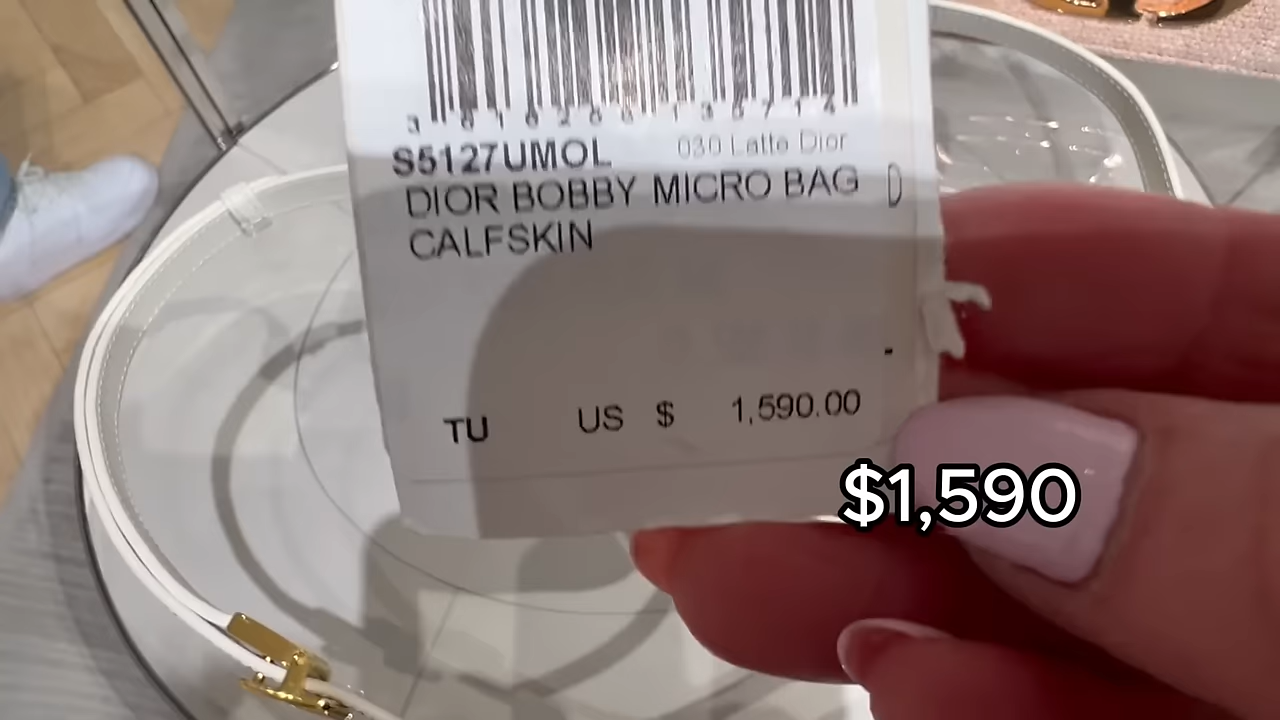 S5127UMOL 030 Latte Dior
DIOR BOBBY MICRO BAG D
CALFSKIN
-
TU US $ 1,590.00
$1,590